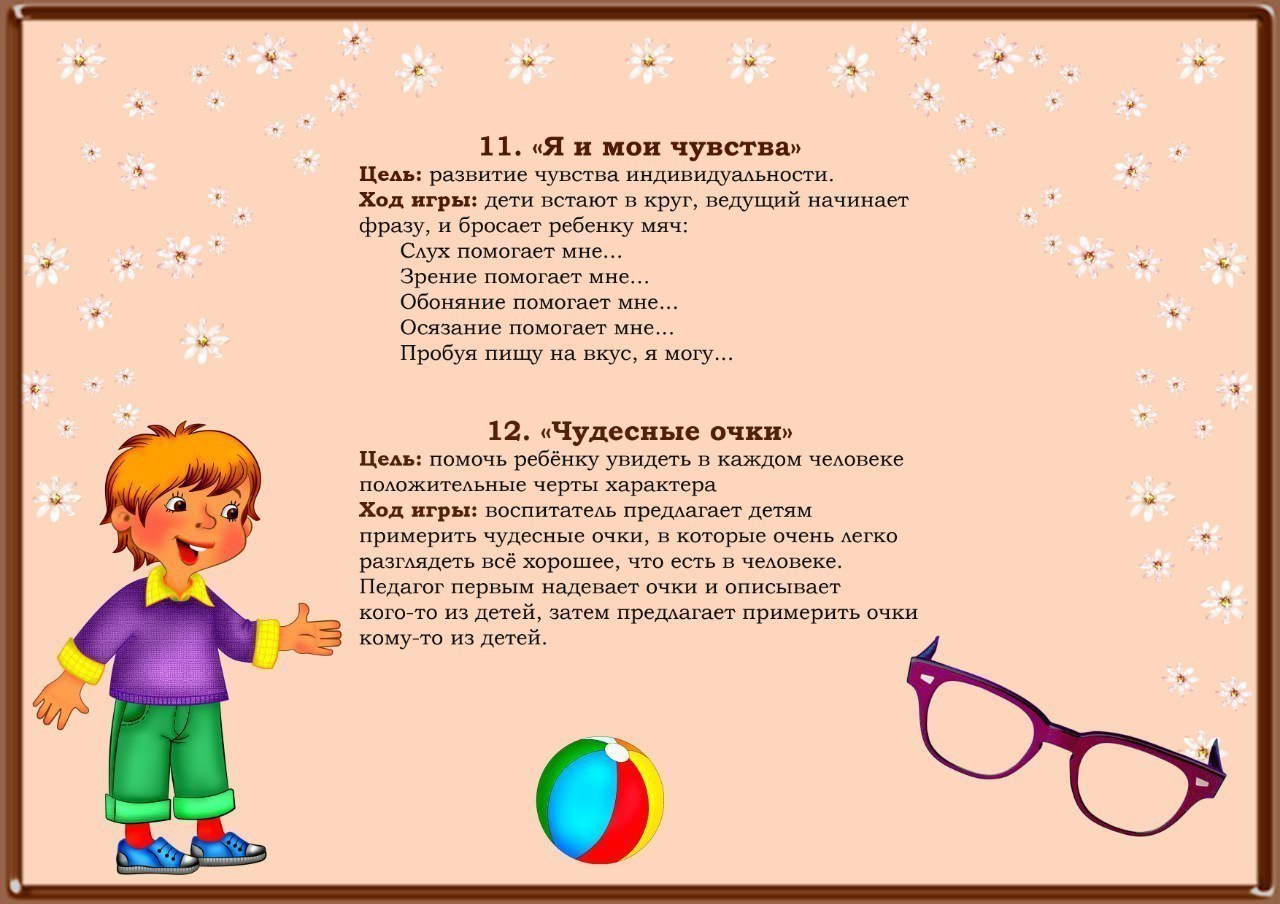 11. «Я и мои чувства»
Цель: развитие чувства индивидуальности.
Ход игры: дети встают в круг, ведущий начинает
фразу, и бросает ребенку мяч:
Слух помогает мне...
Зрение помогает мне...
Обоняние помогает мне...
Осязание помогает мне...
Пробуя пищу на вкус, я могу...
12. «Чудесные очки»
Цель: помочь ребёнку увидеть в каждом человеке
положительные черты характера
Ход игры: воспитатель предлагает детям
примерить чудесные очки, в которые очень легко
разглядеть всё хорошее, что есть в человеке.
Педагог первым надевает очки и описывает
кого-то из детей, затем предлагает примерить очки
кому-то из детей.